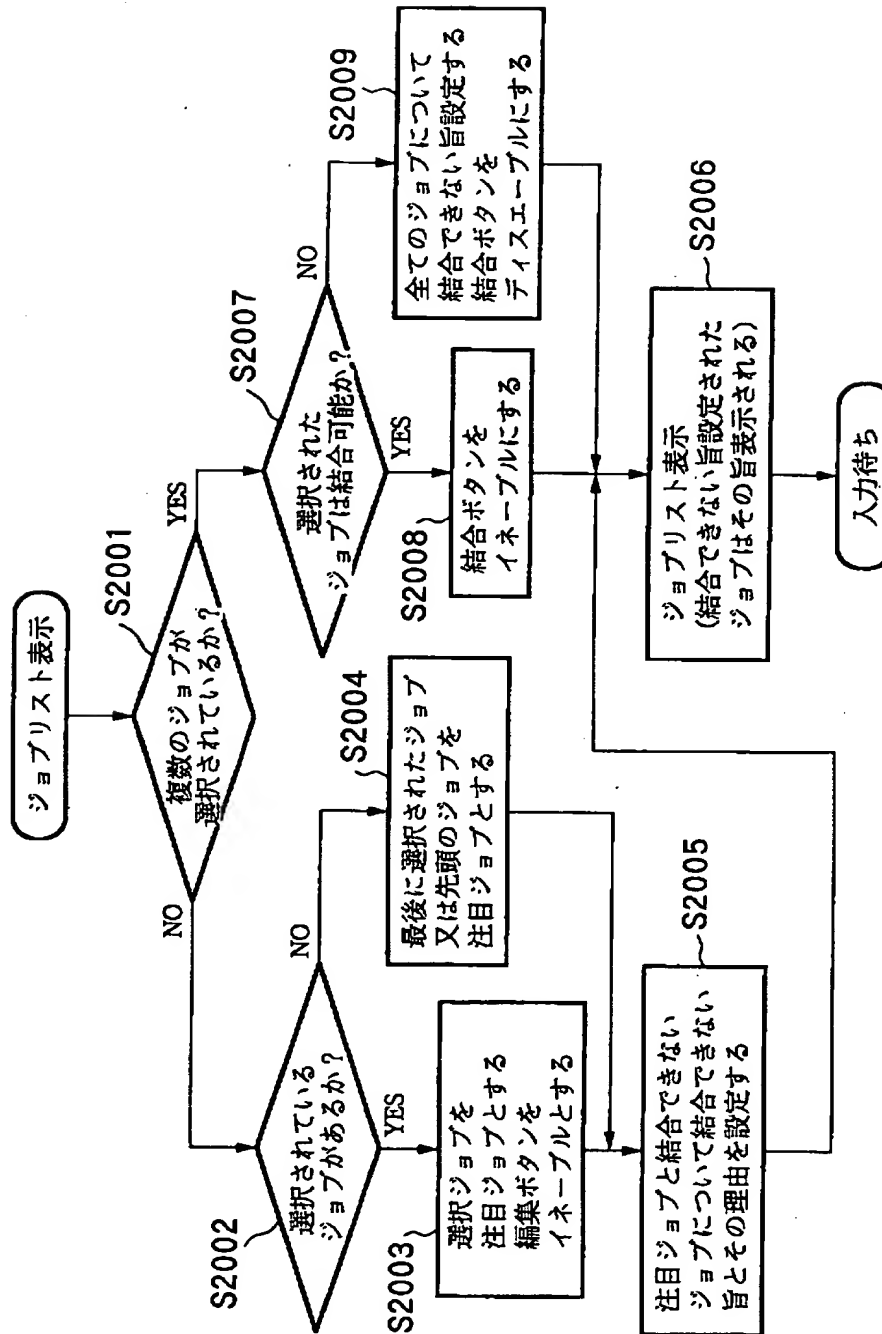 ジョブリスト表示
S2001
複数のジョブが
選択されているか?
NO
YES
S2002
選択されている
ジョブがあるか?
NO
YES
S2007
選択された
ジョブは結合可能か?
NO
YES
S2003
選択ジョブを
注目ジョブとする
編集ボタンを
イネーブルとする
S2004
最後に選択されたジョブ
又は先頭のジョブを
注目ジョブとする
S2008
結合ボタンを
イネーブルにする
S2009
全てのジョブについて
結合できない旨設定する
結合ボタンを
ディスエーブルにする
S2005
注目ジョブと結合できない
ジョブについて結合できない
旨とその理由を設定する
S2006
ジョブリスト表示
(結合できない旨設定された
ジョブはその旨表示される)
入力待ち